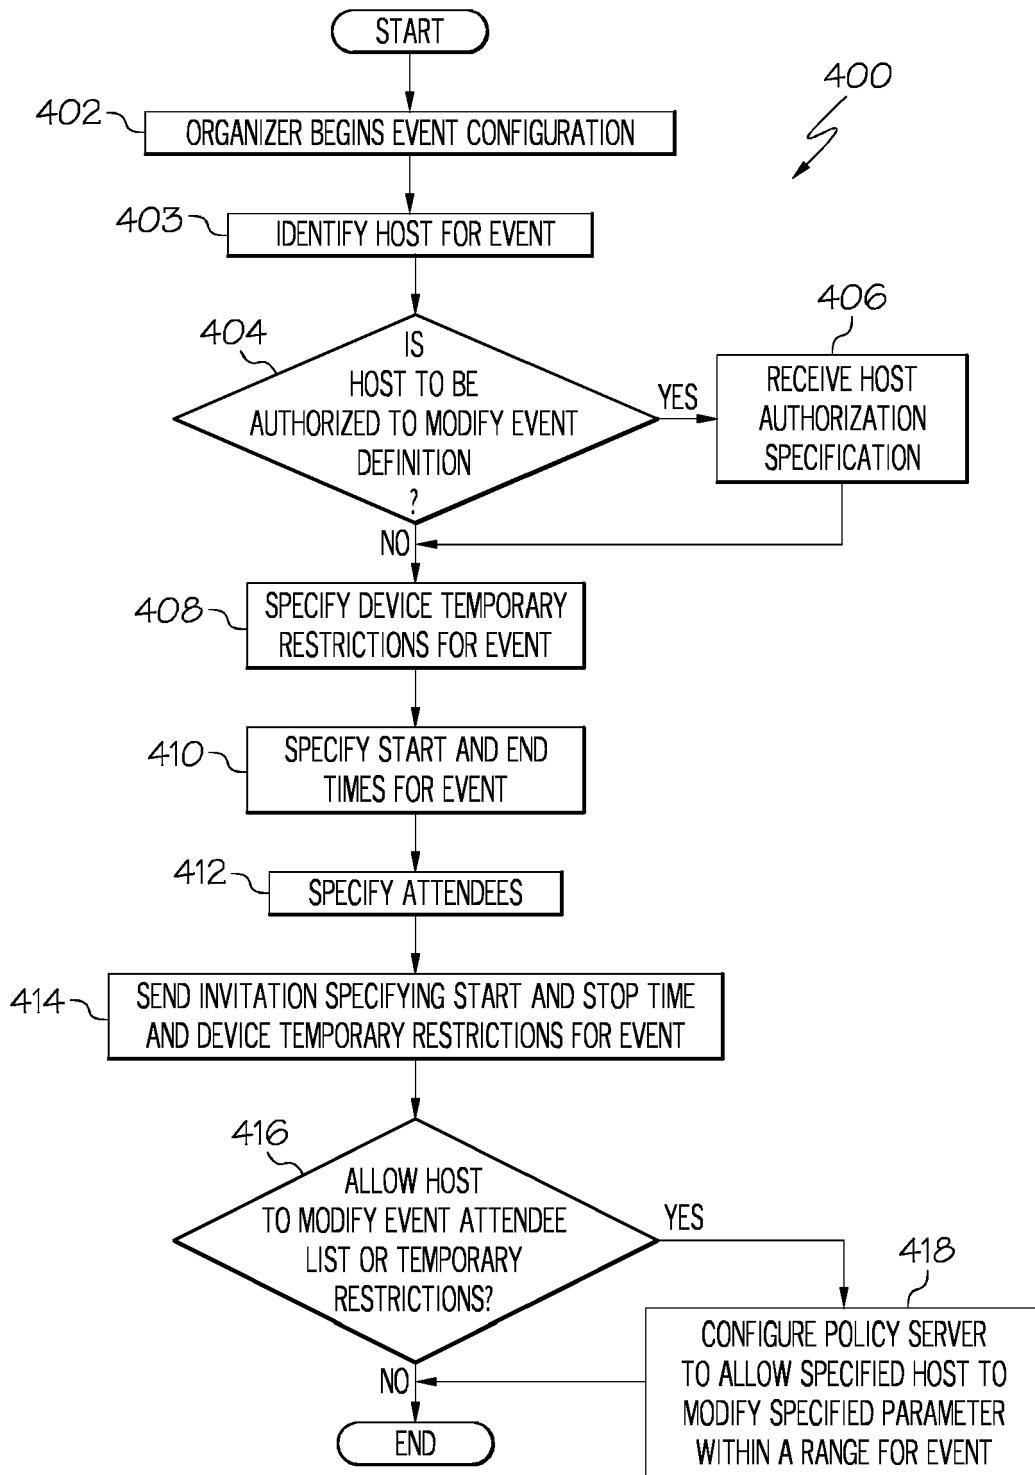 START
400
402
ORGANIZER BEGINS EVENT CONFIGURATION
403
IDENTIFY HOST FOR EVENT
404
IS
HOST TO BE
AUTHORIZED TO MODIFY EVENT
DEFINITION
?
YES
406
RECEIVE HOST
AUTHORIZATION
SPECIFICATION
NO
408
SPECIFY DEVICE TEMPORARY
RESTRICTIONS FOR EVENT
410
SPECIFY START AND END
TIMES FOR EVENT
412
SPECIFY ATTENDEES
414
SEND INVITATION SPECIFYING START AND STOP TIME
AND DEVICE TEMPORARY RESTRICTIONS FOR EVENT
416
ALLOW HOST
TO MODIFY EVENT ATTENDEE
LIST OR TEMPORARY
RESTRICTIONS?
YES
418
CONFIGURE POLICY SERVER
TO ALLOW SPECIFIED HOST TO
MODIFY SPECIFIED PARAMETER
WITHIN A RANGE FOR EVENT
NO
END